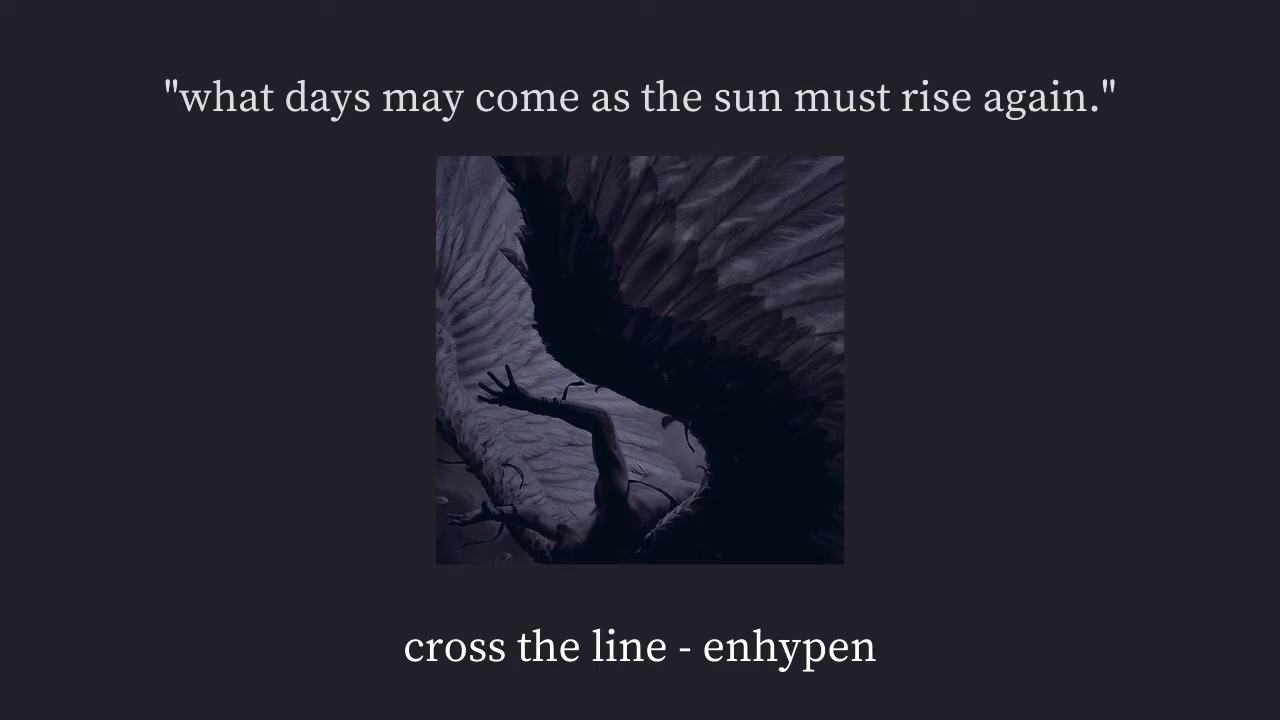 "what days may come as the sun must rise again."
cross the line - enhypen